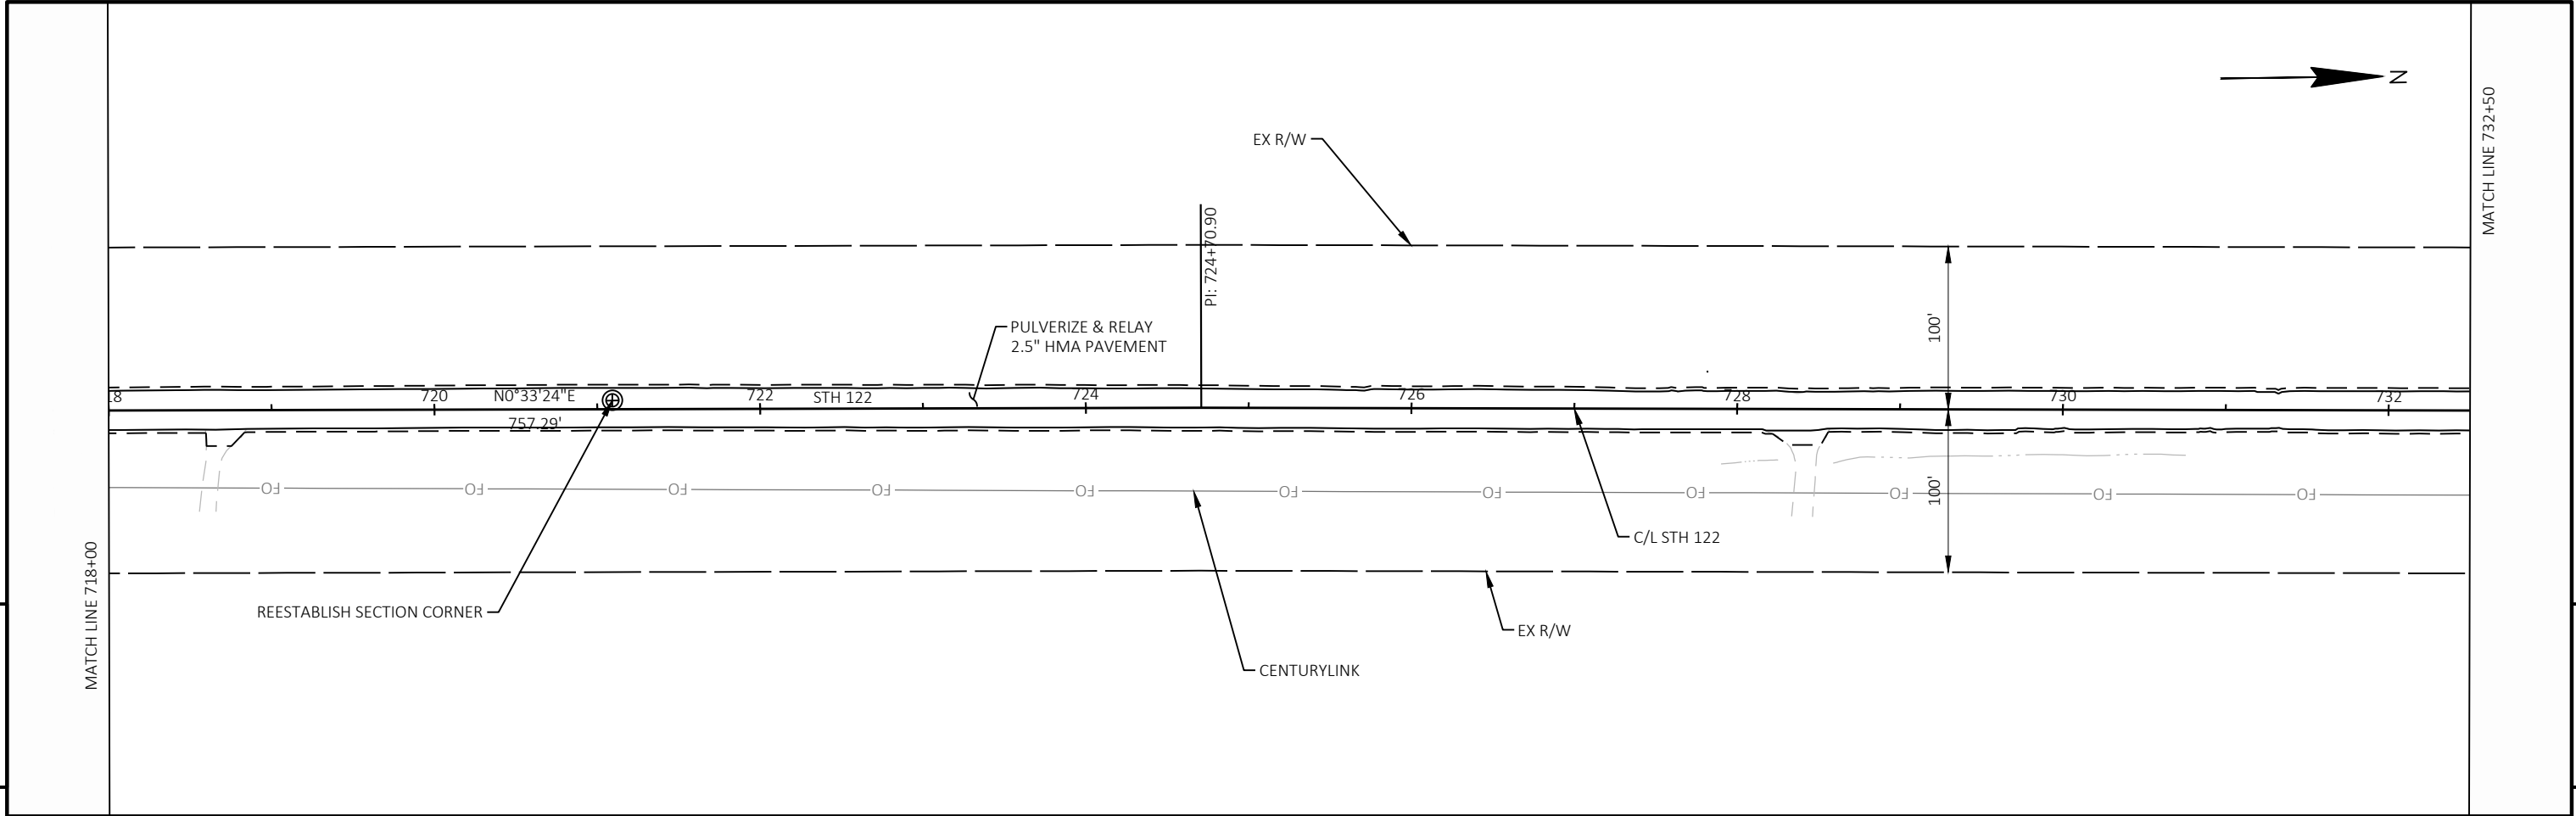 N
MATCH LINE 732+50
EX R/W
PI: 724+70.90
PULVERIZE & RELAY
2.5" HMA PAVEMENT
100'
18
720
N0°33'24"E
722
STH 122
724
726
728
730
732
757.29'
FO
FO
FO
FO
FO
FO
FO
FO
FO
FO
FO
100'
C/L STH 122
MATCH LINE 718+00
REESTABLISH SECTION CORNER
EX R/W
CENTURYLINK